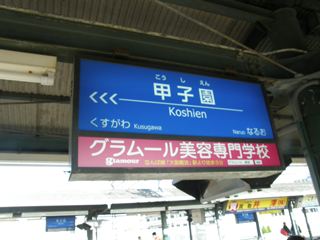 こうしえん
甲子園
<<< Koshien
くすがわ Kusugawa Naruo なるお
グラムール美容専門学校
glamour